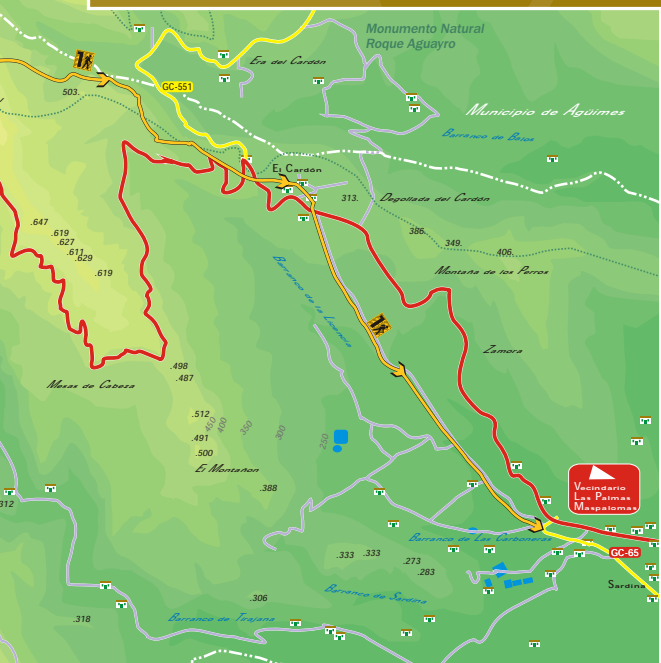 Monumento Natural
Roque Aguayro
Era del Cardón
GC-551
503.
Municipio de Agüimes
Barranco de Balos
El Cardón
313.
Degollada del Cardón
386.
349.
406.
.647
.619
.627
.611
.629
.619
Montaña de los Perros
Barranco de la Licencia
Zamora
.498
.487
Mesas de Cabeza
.512
450
400
350
300
250
.491
.500
El Montañon
.388
Vecindario
Las Palmas
Maspalomas
312
Barranco de Las Carboneras
GC-65
.333
.333
.273
.283
Sardina
Barranco de Sardina
.306
.318
Barranco de Tirajana